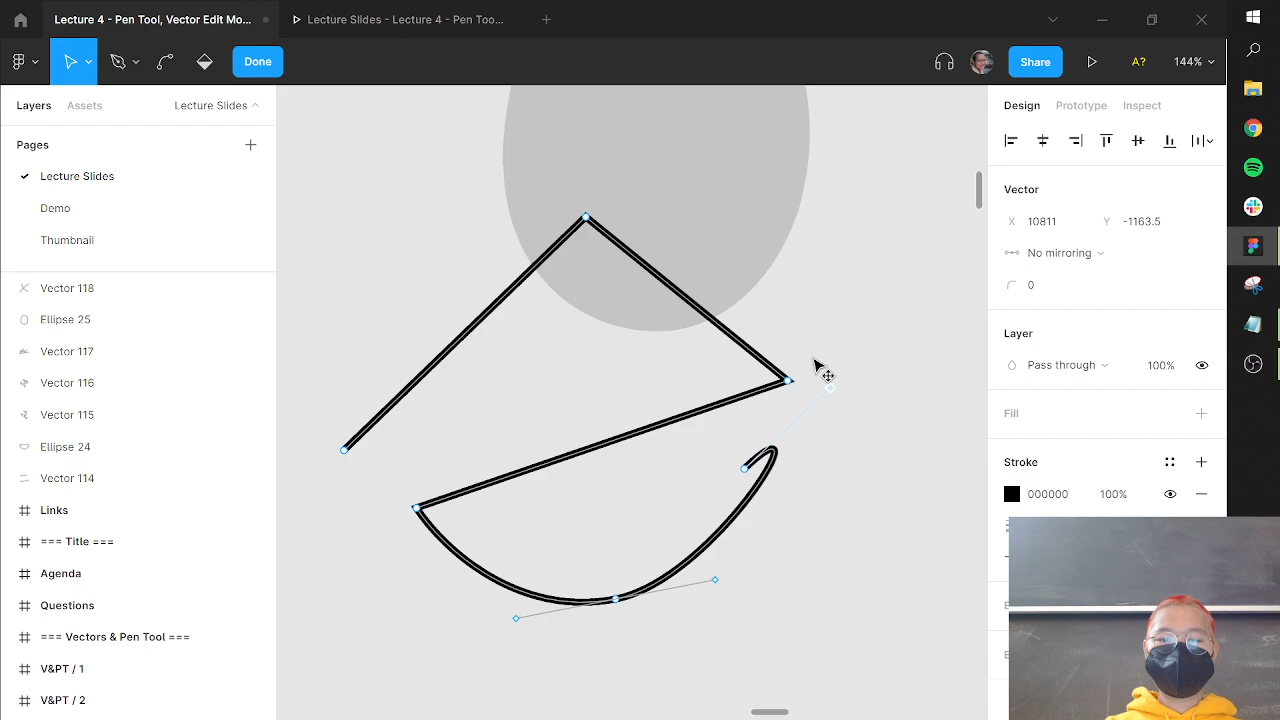 Lecture 4 - Pen Tool, Vector Edit Mo...
Lecture Slides - Lecture 4 - Pen Too...
Done
Share
A?
144%
Layers
Assets
Lecture Slides
Pages
Lecture Slides
Demo
Thumbnail
Vector 118
Ellipse 25
Vector 117
Vector 116
Vector 115
Ellipse 24
Vector 114
Links
=== Title ===
Agenda
Questions
=== Vectors & Pen Tool ===
V&PT / 1
V&PT / 2
Design
Prototype
Inspect
Vector
X 10811 Y -1163.5
No mirroring
0
Layer
Pass through 100%
Fill
Stroke
000000 100%